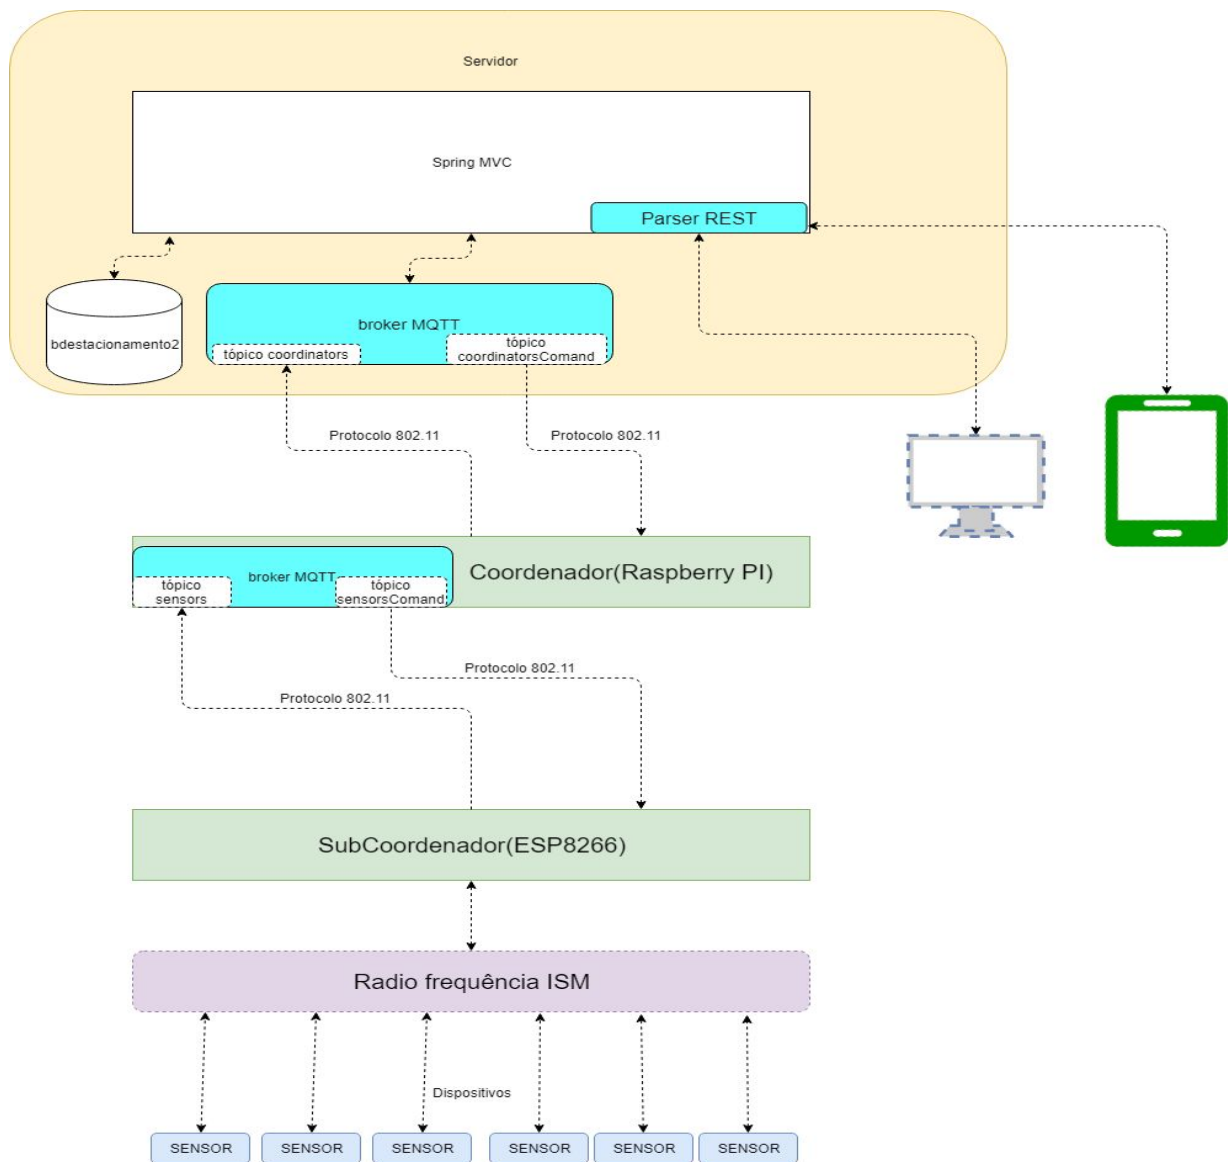 Servidor
Spring MVC
Parser REST
bdestacionamento2
broker MQTT
tópico coordinators
tópico
coordinatorsComand
Protocolo 802.11
Protocolo 802.11
broker MQTT
tópico
sensors
tópico
sensorsComand
Coordenador(Raspberry PI)
Protocolo 802.11
Protocolo 802.11
SubCoordenador(ESP8266)
Radio frequência ISM
Dispositivos
SENSOR
SENSOR
SENSOR
SENSOR
SENSOR
SENSOR